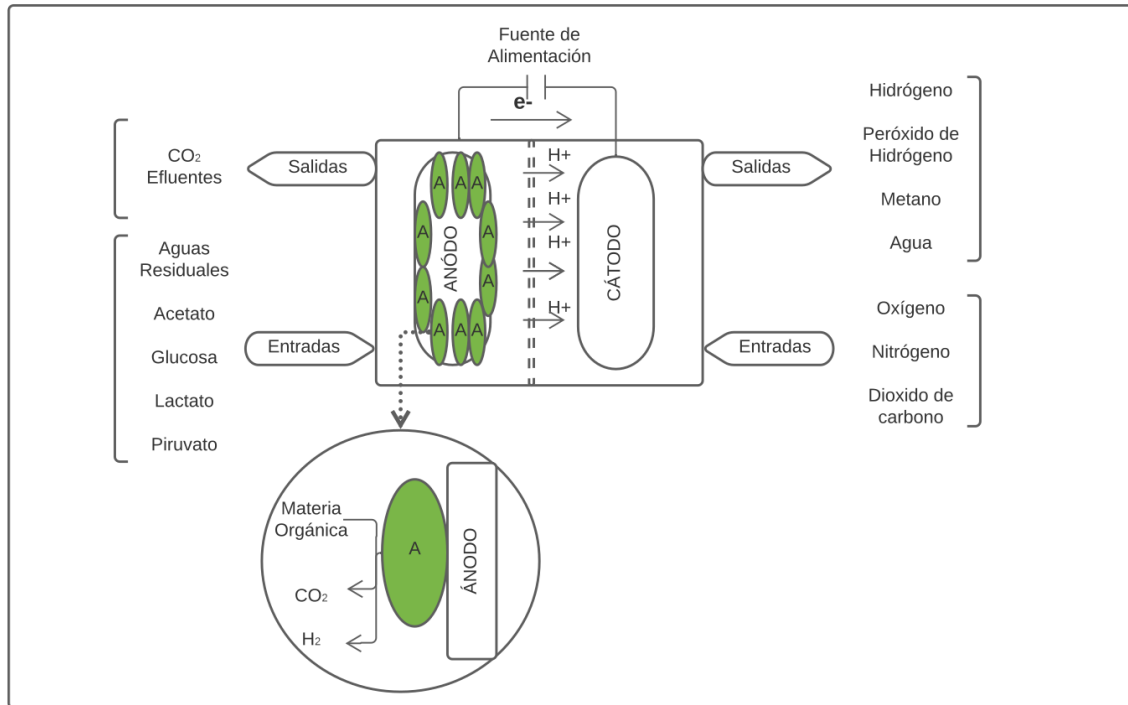 Fuente de
Alimentación
e-
CO₂
Efluentes
Salidas
Aguas
Residuales
Acetato
Glucosa
Lactato
Piruvato
Entradas
A
A
A
A
A
A
A
A
A
A
ANÓDO
H+
H+
H+
H+
CÁTODO
Salidas
Hidrógeno
Peróxido de
Hidrógeno
Metano
Agua
Entradas
Oxígeno
Nitrógeno
Dioxido de
carbono
Materia
Orgánica
CO₂
H₂
A
ÁNODO